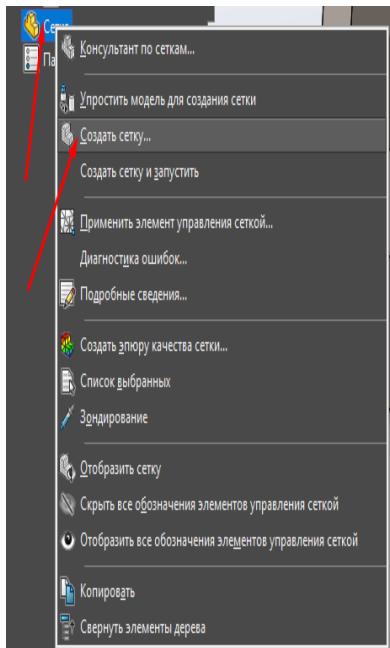 Сетка
Па
Консультант по сеткам...
Упростить модель для создания сетки
Создать сетку...
Создать сетку и запустить
Применить элемент управления сеткой...
Диагностика ошибок...
Подробные сведения...
Создать эпюру качества сетки...
Список выбранных
Зондирование
Отобразить сетку
Скрыть все обозначения элементов управления сеткой
Отобразить все обозначения элементов управления сеткой
Копировать
Свернуть элементы дерева